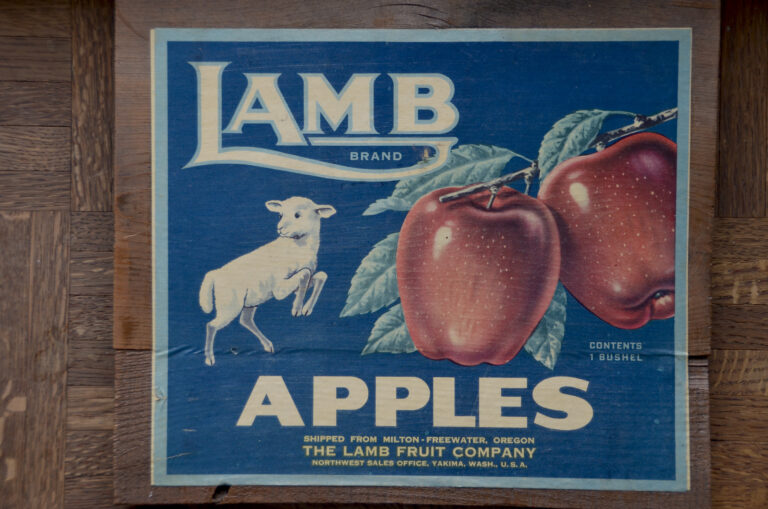 LAMB
BRAND
CONTENTS
1 BUSHEL
APPLES
SHIPPED FROM MILTON-FREEWATER, OREGON
THE LAMB FRUIT COMPANY
NORTHWEST SALES OFFICE, YAKIMA, WASH., U. S. A.